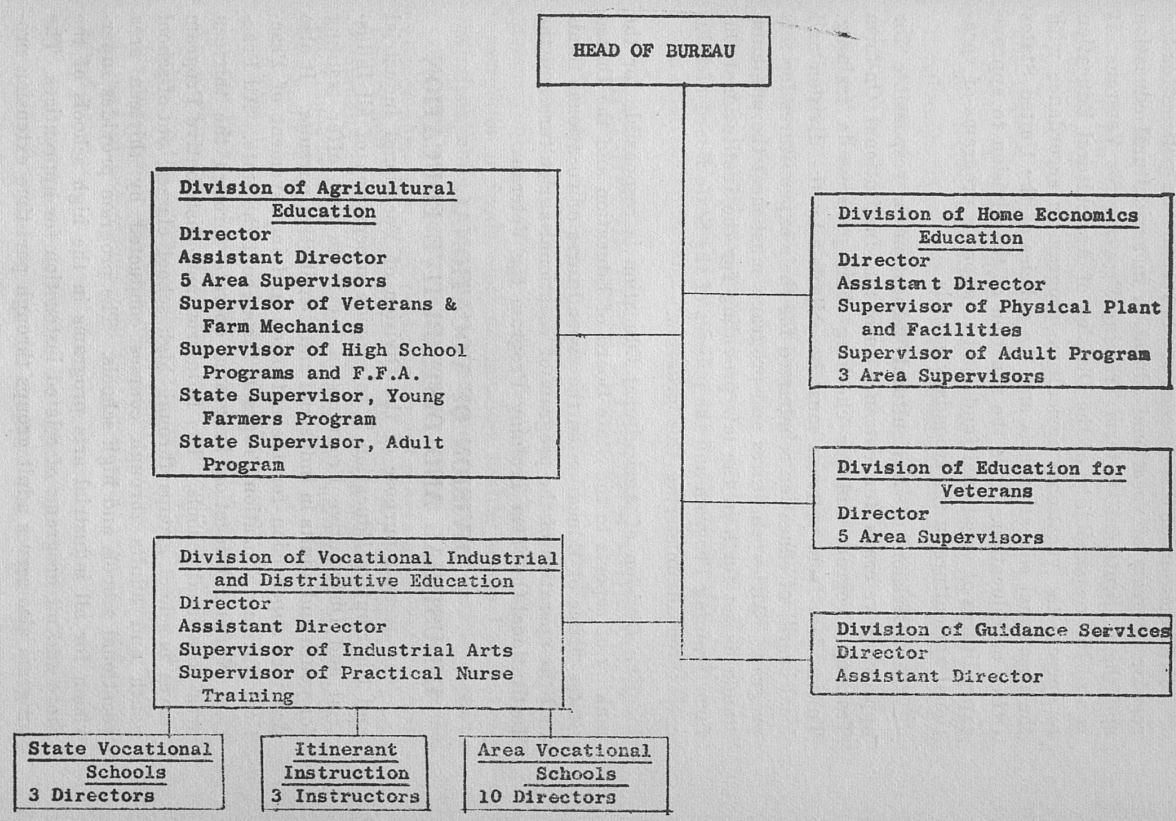 HEAD OF BUREAU
Division of Agricultural
Education
Director
Assistant Director
5 Area Supervisors
Supervisor of Veterans &
Farm Mechanics
Supervisor of High School
Programs and F.F.A.
State Supervisor, Young
Farmers Program
State Supervisor, Adult
Program
Division of Home Economics
Education
Director
Assistant Director
Supervisor of Physical Plant
and Facilities
Supervisor of Adult Program
3 Area Supervisors
Division of Education for
Veterans
Director
5 Area Supervisors
Division of Vocational Industrial
and Distributive Education
Director
Assistant Director
Supervisor of Industrial Arts
Supervisor of Practical Nurse
Training
Division of Guidance Services
Director
Assistant Director
State Vocational
Schools
3 Directors
Itinerant
Instruction
3 Instructors
Area Vocational
Schools
10 Directors